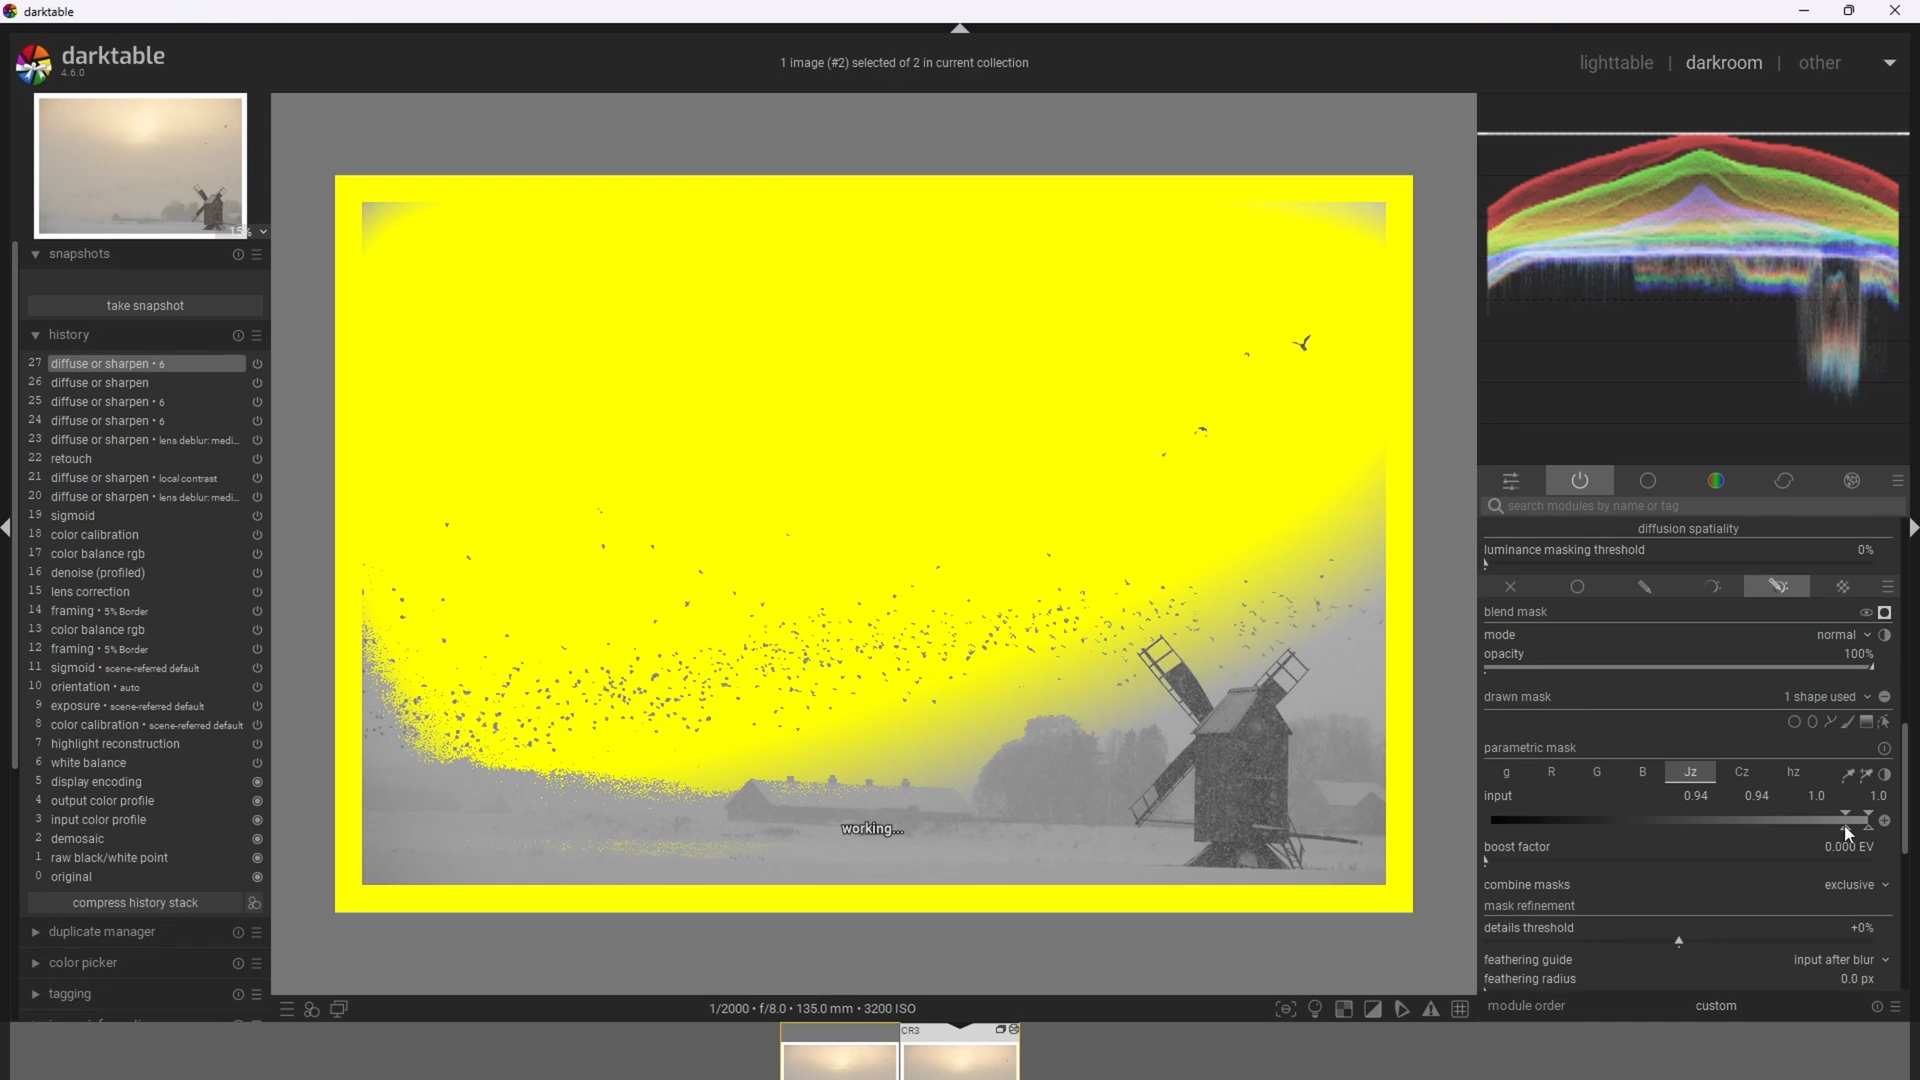 darktable
darktable
4.6.0
1 image (#2) selected of 2 in current collection
lighttable | darkroom | other
snapshots
take snapshot
history
27 diffuse or sharpen • 6
26 diffuse or sharpen
25 diffuse or sharpen • 6
24 diffuse or sharpen • 6
23 diffuse or sharpen • lens deblur: medi...
22 retouch
21 diffuse or sharpen • local contrast
20 diffuse or sharpen • lens deblur: medi...
19 sigmoid
18 color calibration
17 color balance rgb
16 denoise (profiled)
15 lens correction
14 framing • 5% Border
13 color balance rgb
12 framing • 5% Border
11 sigmoid • scene-referred default
10 orientation • auto
9 exposure • scene-referred default
8 color calibration • scene-referred default
7 highlight reconstruction
6 white balance
5 display encoding
4 output color profile
3 input color profile
2 demosaic
1 raw black/white point
0 original
compress history stack
duplicate manager
color picker
tagging
working...
1/2000 • f/8.0 • 135.0 mm • 3200 ISO
CR3
search modules by name or tag
diffusion spatiality
luminance masking threshold 0%
blend mask
mode normal
opacity 100%
drawn mask 1 shape used
parametric mask
g R G B Jz Cz hz
input 0.94 0.94 1.0 1.0
boost factor 0.000 EV
combine masks exclusive
mask refinement
details threshold +0%
feathering guide input after blur
feathering radius 0.0 px
module order custom